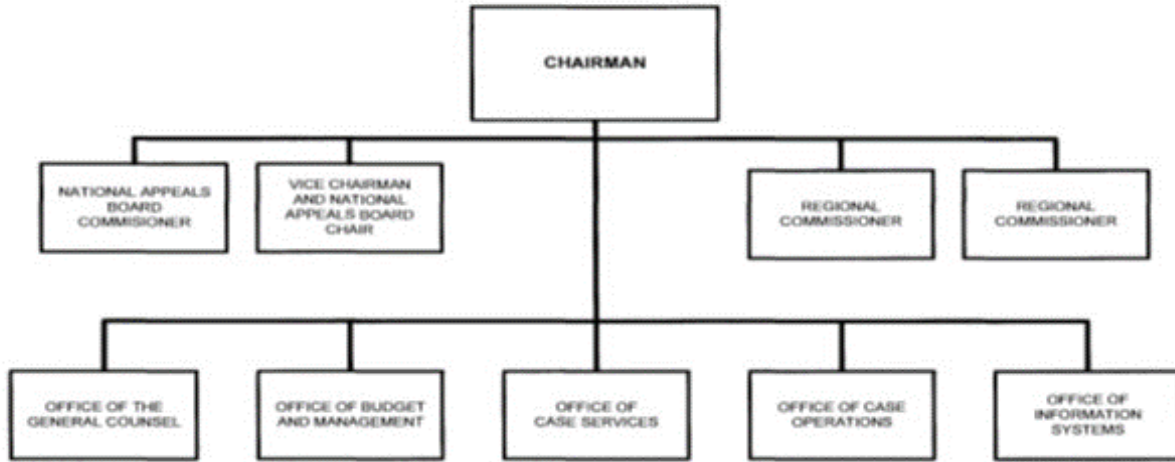 CHAIRMAN
NATIONAL APPEALS
BOARD
COMMISIONER
VICE CHAIRMAN
AND NATIONAL
APPEALS BOARD
CHAIR
REGIONAL
COMMISSIONER
REGIONAL
COMMISSIONER
OFFICE OF THE
GENERAL COUNSEL
OFFICE OF BUDGET
AND MANAGEMENT
OFFICE OF
CASE SERVICES
OFFICE OF CASE
OPERATIONS
OFFICE OF
INFORMATION
SYSTEMS